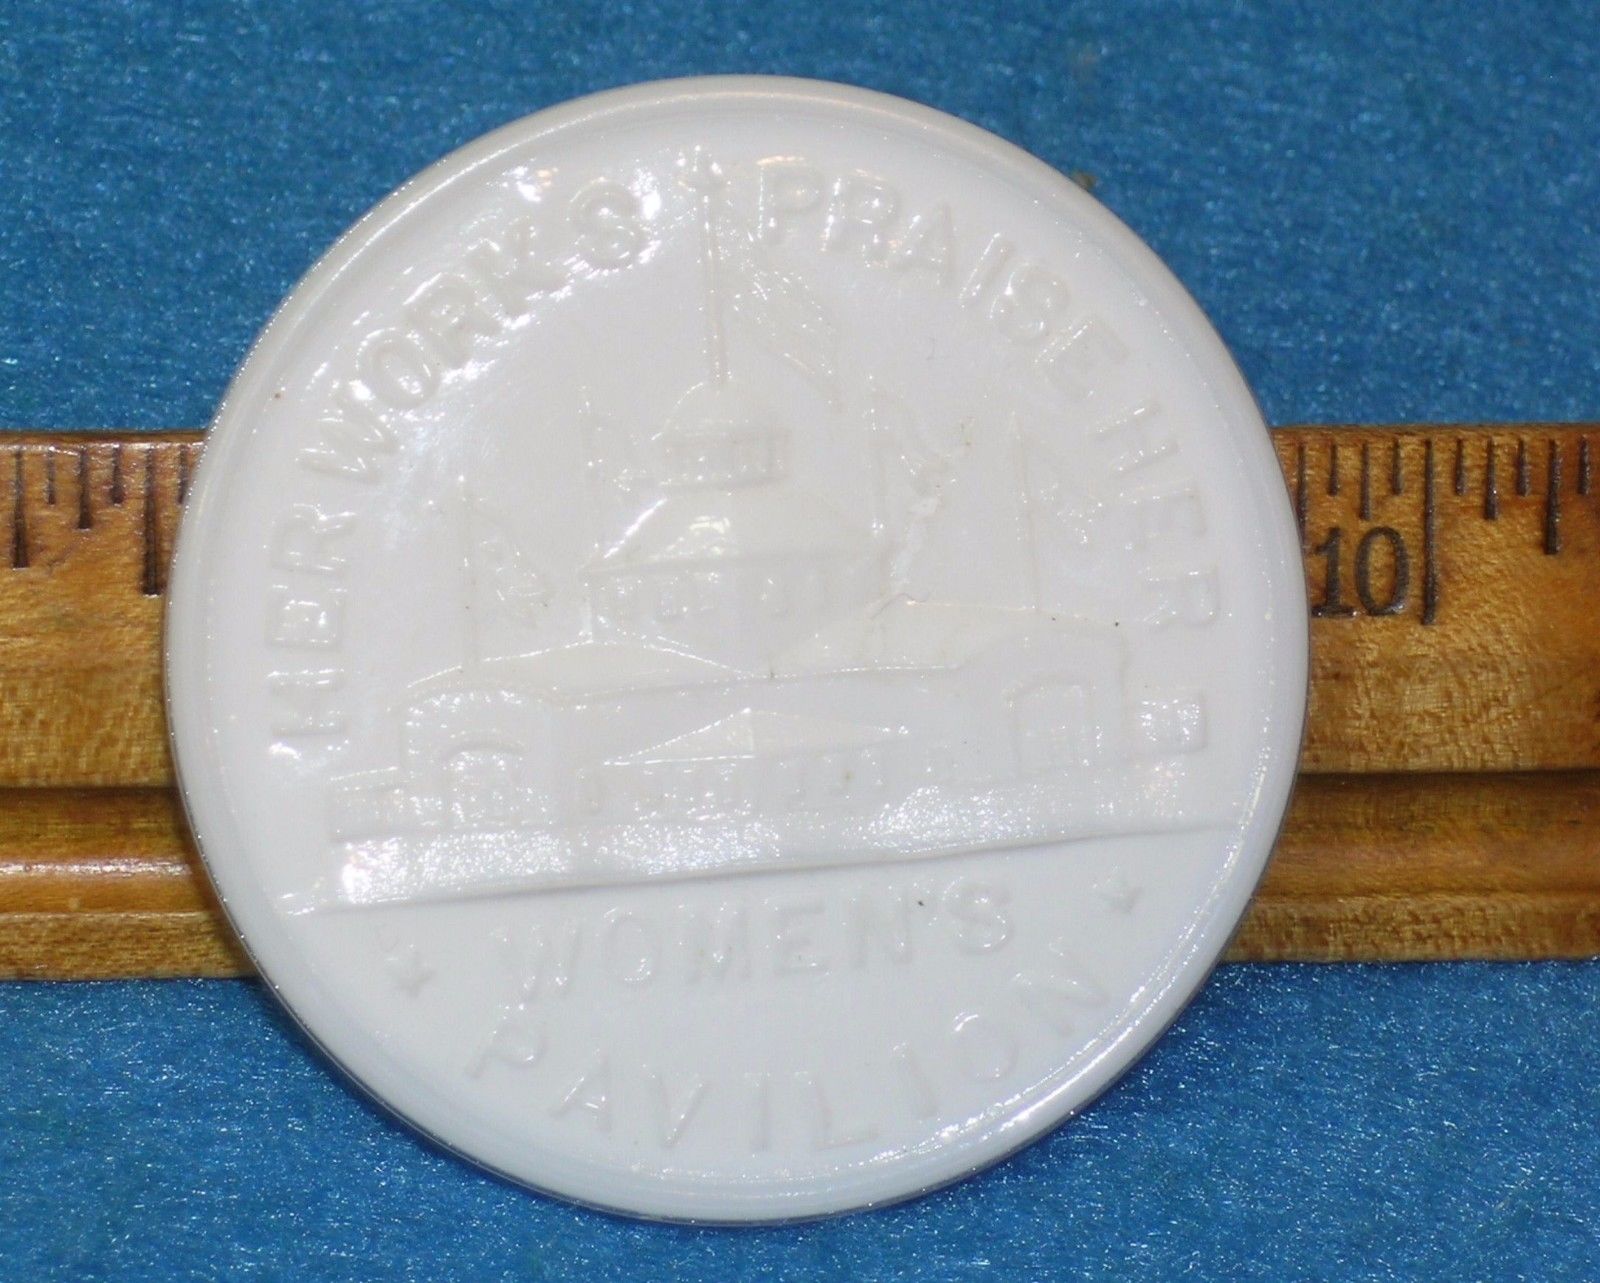 HER WORKS PRAISE HER
WOMEN'S
PAVILION
10